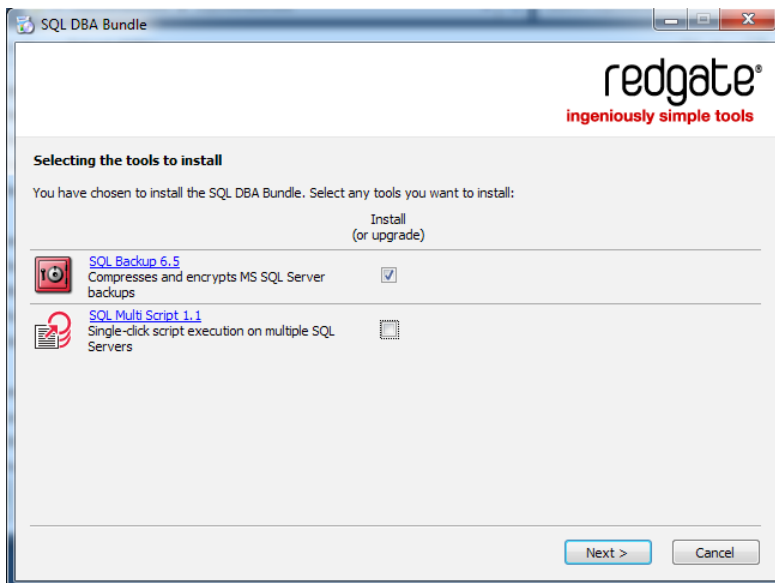 SQL DBA Bundle
redgate®
ingeniously simple tools
Selecting the tools to install
You have chosen to install the SQL DBA Bundle. Select any tools you want to install:
Install
(or upgrade)
SQL Backup 6.5
Compresses and encrypts MS SQL Server
backups
SQL Multi Script 1.1
Single-click script execution on multiple SQL
Servers
Next >
Cancel